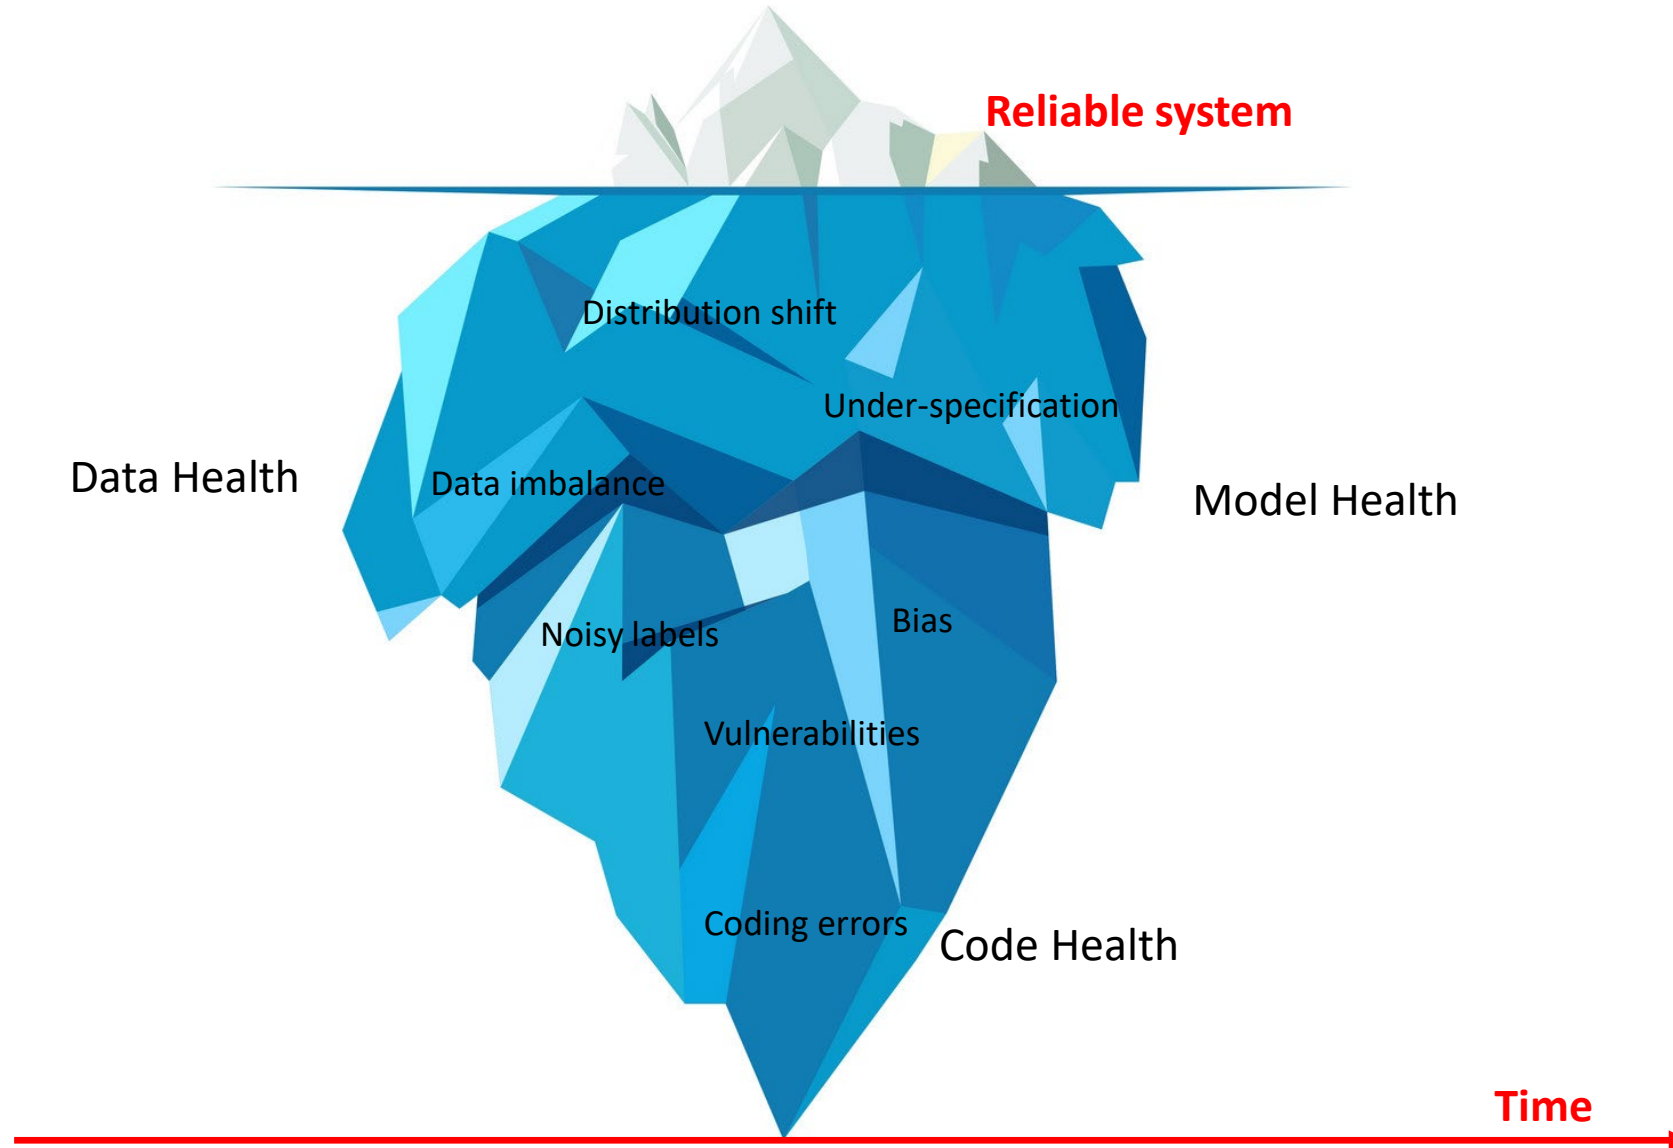 Reliable system
Distribution shift
Under-specification
Data Health
Data imbalance
Model Health
Noisy labels
Bias
Vulnerabilities
Coding errors
Code Health
Time